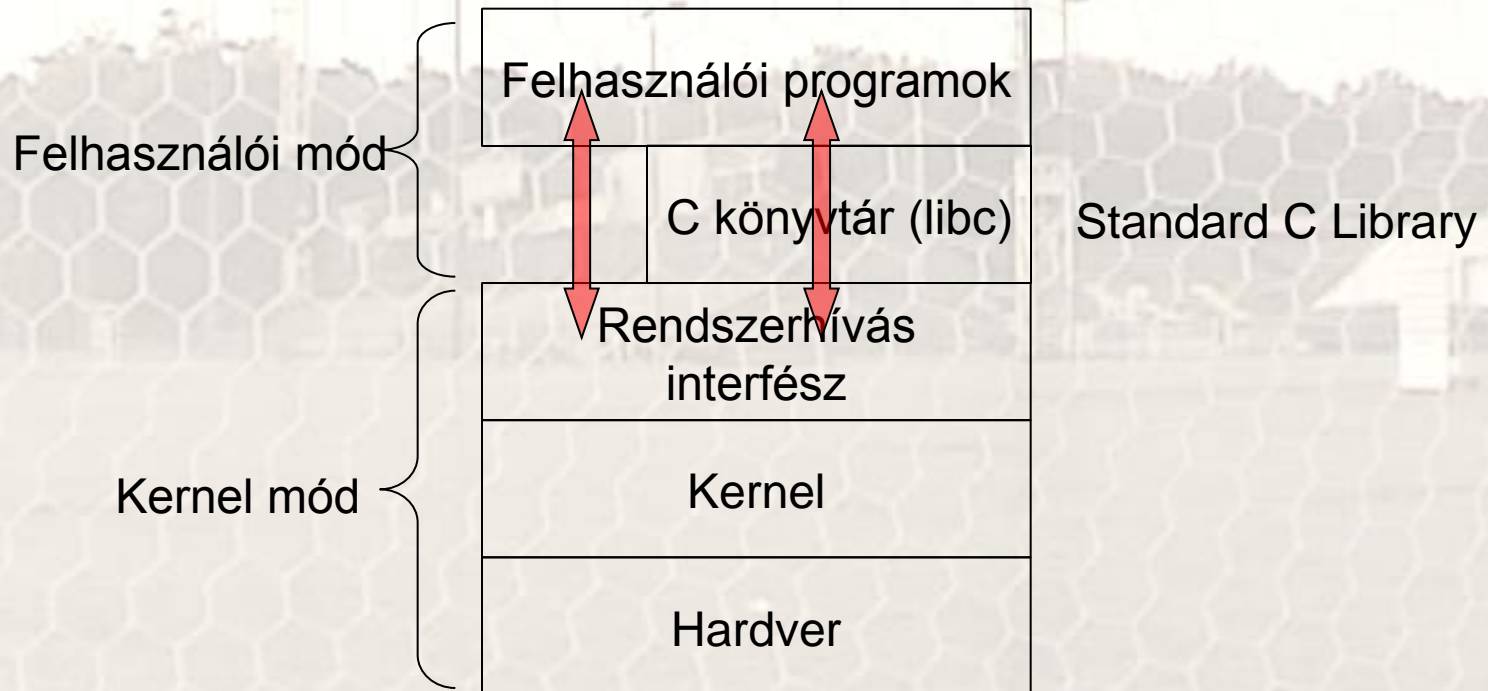 Felhasználói programok
Felhasználói mód
C könyvtár (libc)
Standard C Library
Rendszerhívás
interfész
Kernel mód
Kernel
Hardver